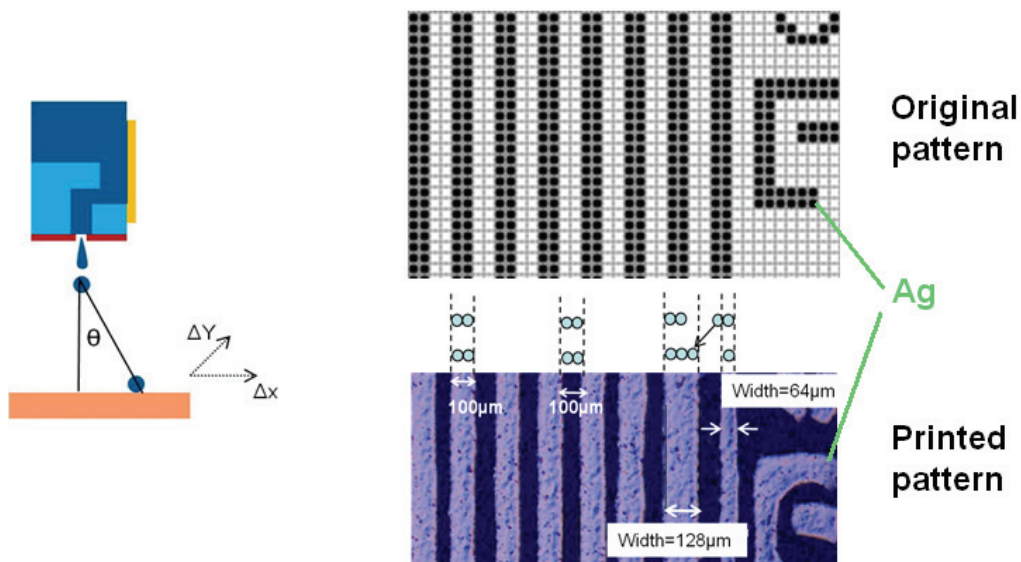 Original
pattern
θ
ΔY
Δx
Ag
100µm
100µm
Width=64µm
Width=128µm
Printed
pattern